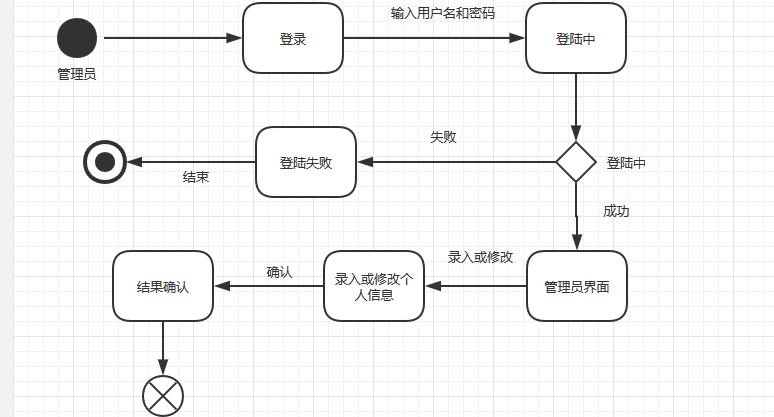 输入用户名和密码
登录
登陆中
管理员
失败
登陆失败
登陆中
结束
成功
录入或修改
确认
录入或修改个
人信息
结果确认
管理员界面